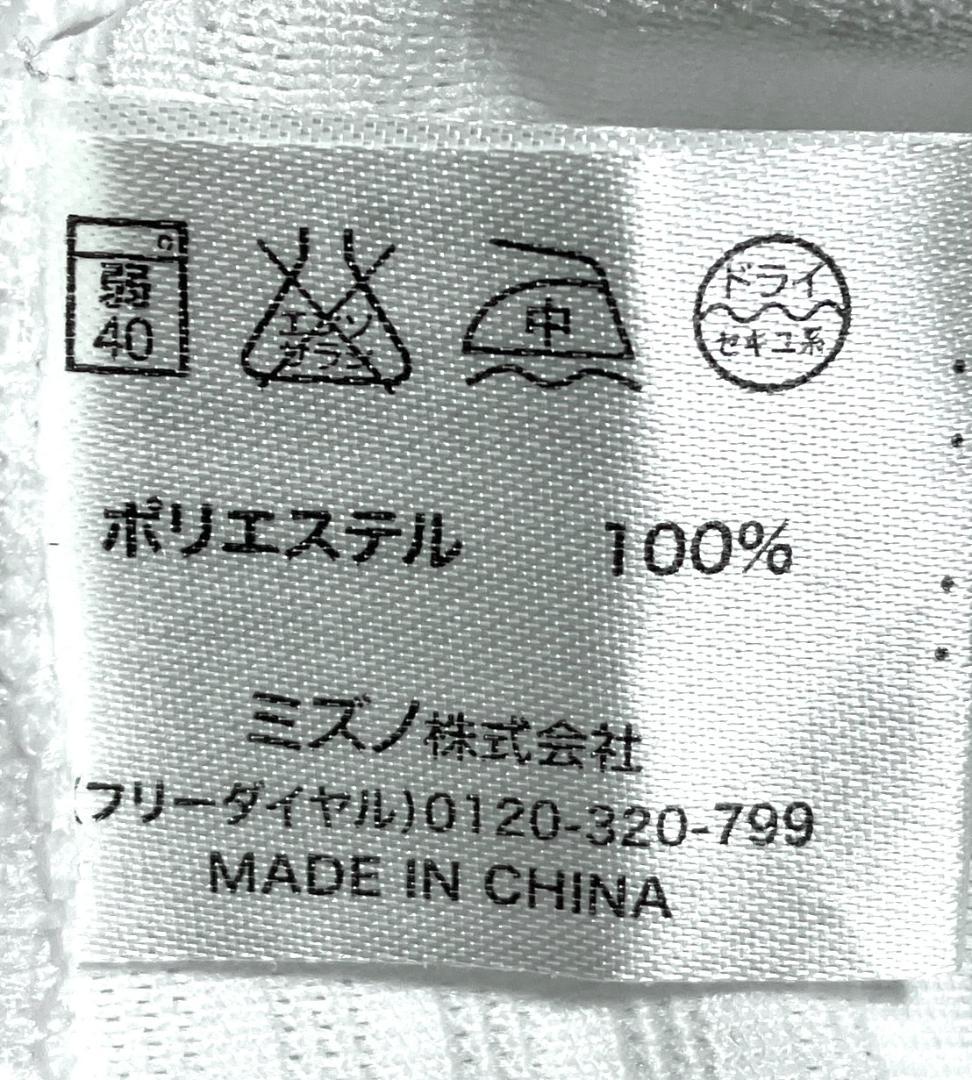 弱 40
エンソ サラシ
中
ドライ セキユ系
ポリエステル 100%
ミズノ株式会社
(フリーダイヤル)0120-320-799
MADE IN CHINA